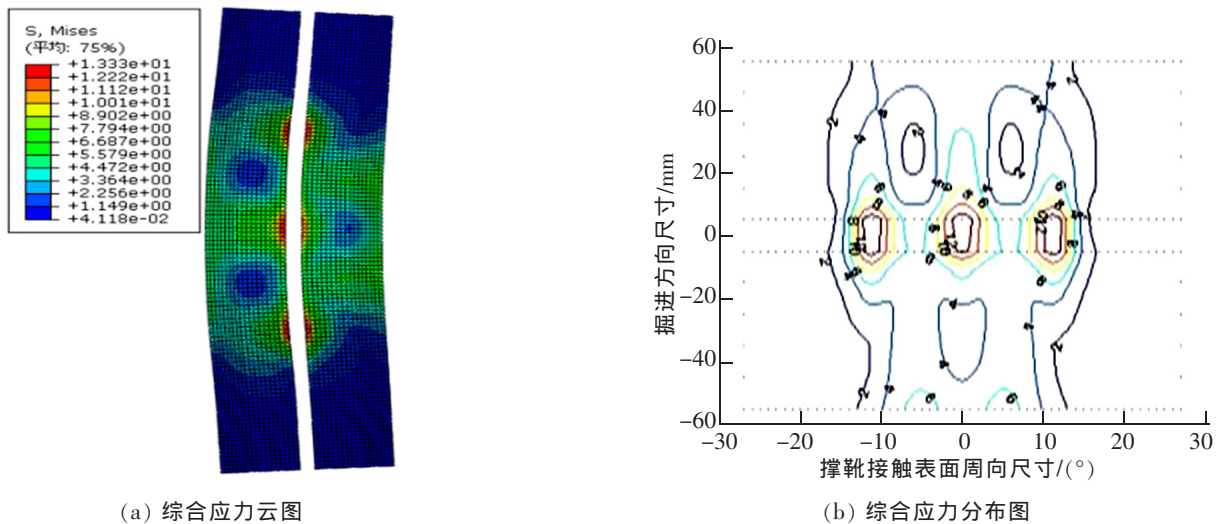 S, Mises
(平均: 75%)
+1.333e+01
+1.222e+01
+1.112e+01
+1.001e+01
+8.902e+00
+7.794e+00
+6.687e+00
+5.579e+00
+4.472e+00
+3.364e+00
+2.256e+00
+1.149e+00
+4.118e-02
(a) 综合应力云图
60
40
20
0
−20
−40
−60
掘进方向尺寸/mm
−30 −20 −10 0 10 20 30
撑靴接触表面周向尺寸/(°)
(b) 综合应力分布图